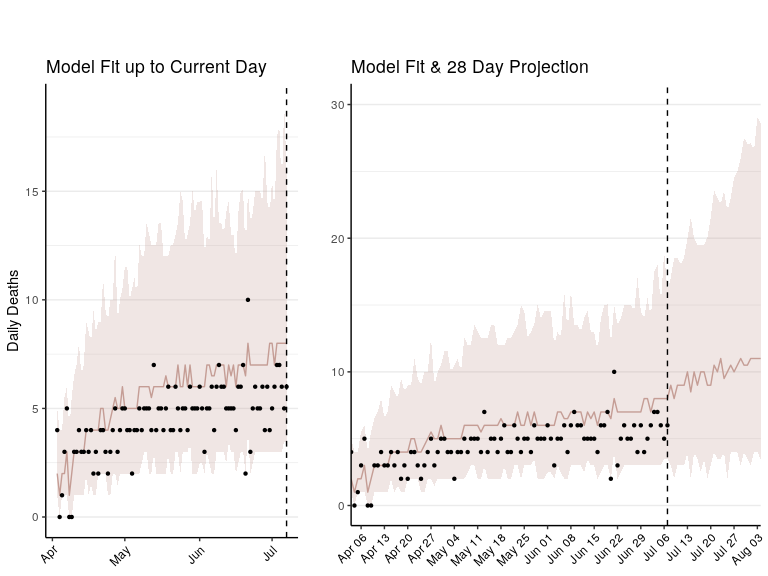 Model Fit up to Current Day
Daily Deaths
15
10
5
0
Apr
May
Jun
Jul
Model Fit & 28 Day Projection
30
20
10
0
Apr 06
Apr 13
Apr 20
Apr 27
May 04
May 11
May 18
May 25
Jun 01
Jun 08
Jun 15
Jun 22
Jun 29
Jul 06
Jul 13
Jul 20
Jul 27
Aug 03